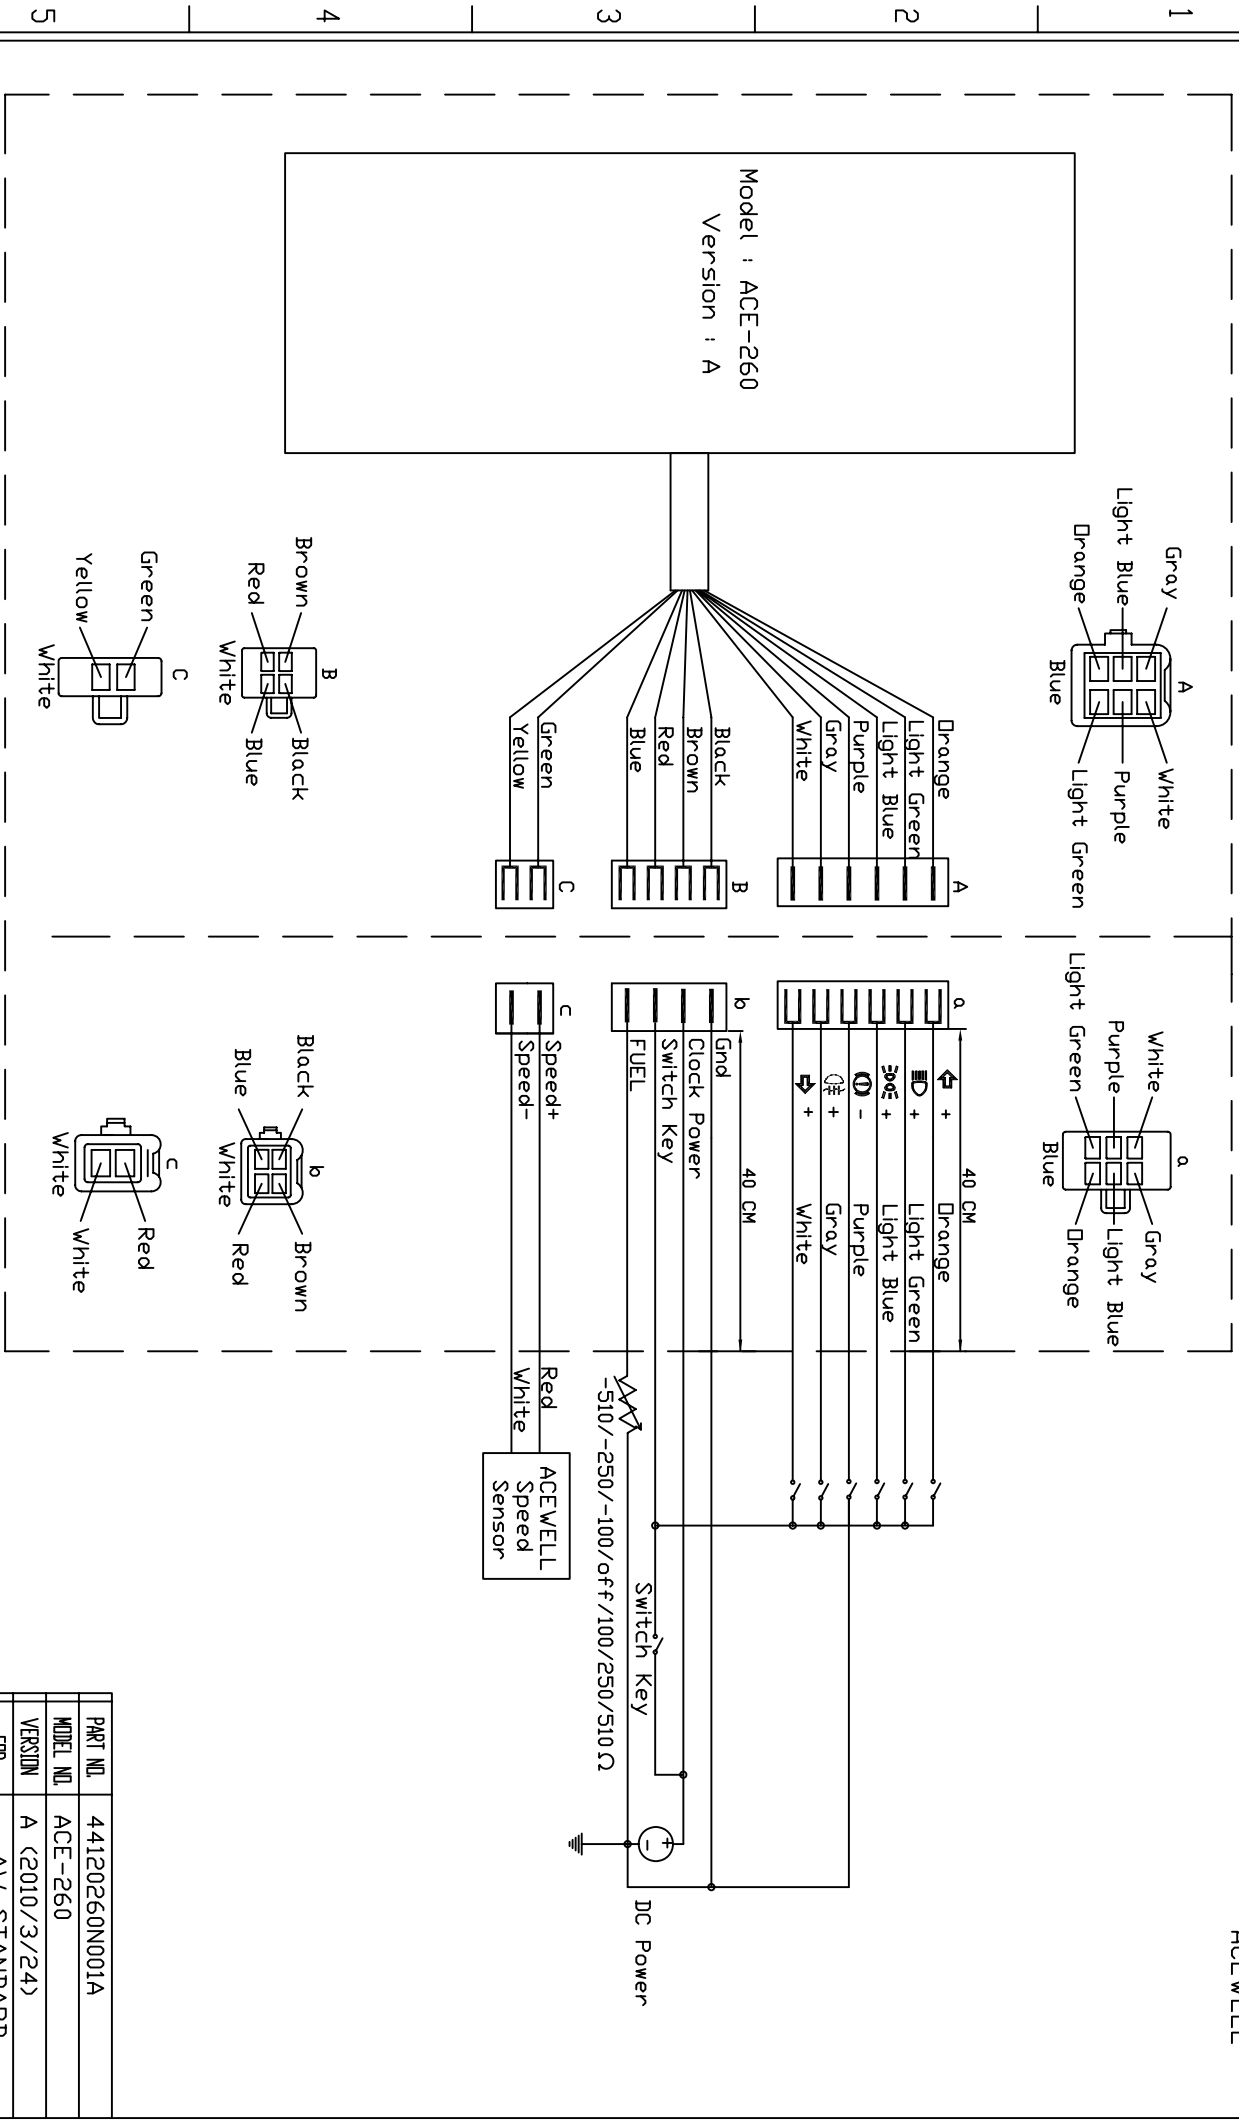 1
2
3
4
5
ACEWELL
Model : ACE-260
Version : A
Gray
Light Blue
Orange
A
White
Purple
Light Green
Blue
Brown
Red
B
Black
Blue
White
Green
Yellow
C
White
Orange
Light Green
Light Blue
Purple
Gray
White
A
Black
Brown
Red
Blue
B
Green
Yellow
C
White
Purple
Light Green
a
Gray
Light Blue
Orange
Blue
Black
Blue
b
Brown
Red
White
c
Red
White
White
a
+
+
+
-
+
+
40 CM
Orange
Light Green
Light Blue
Purple
Gray
White
b
Gnd
Clock Power
Switch Key
FUEL
40 CM
c
Speed+
Speed-
Red
White
ACEWELL
Speed
Sensor
-510/-250/-100/off/100/250/510Ω
Switch Key
+
-
DC Power
PART NO. 44120260N001A
MODEL NO. ACE-260
VERSION A (2010/3/24)